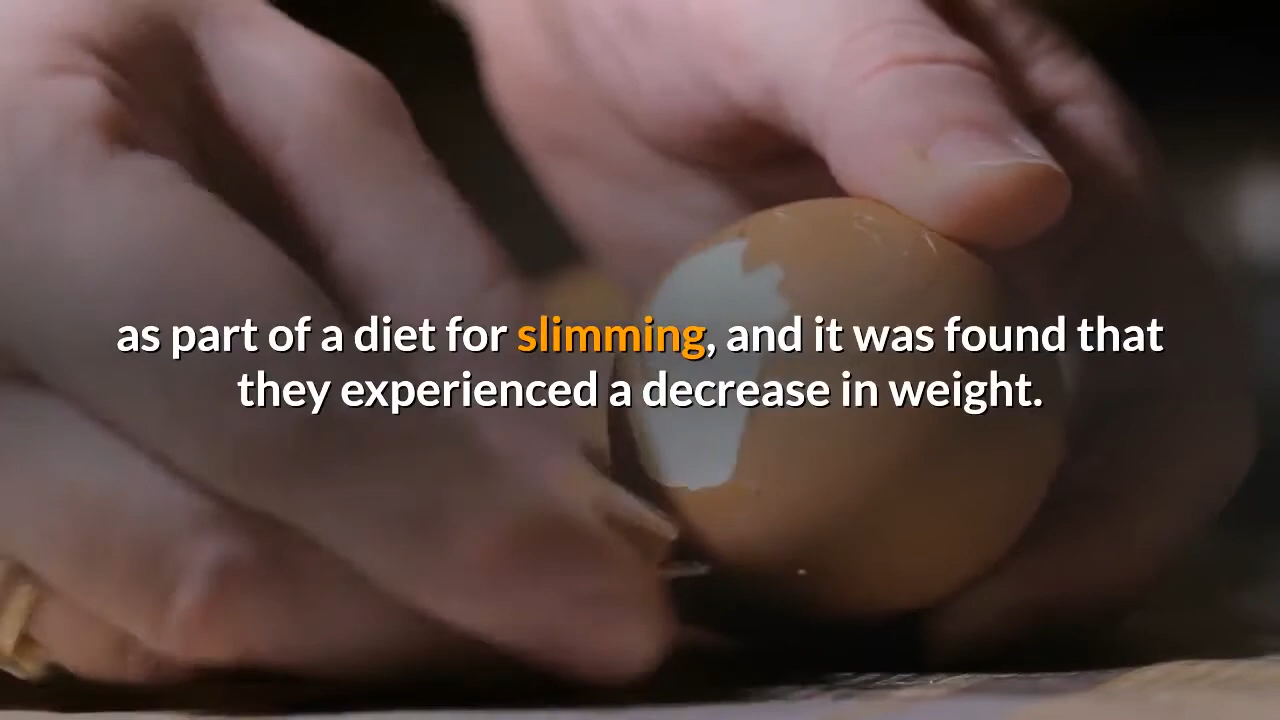 as part of a diet for slimming, and it was found that
they experienced a decrease in weight.